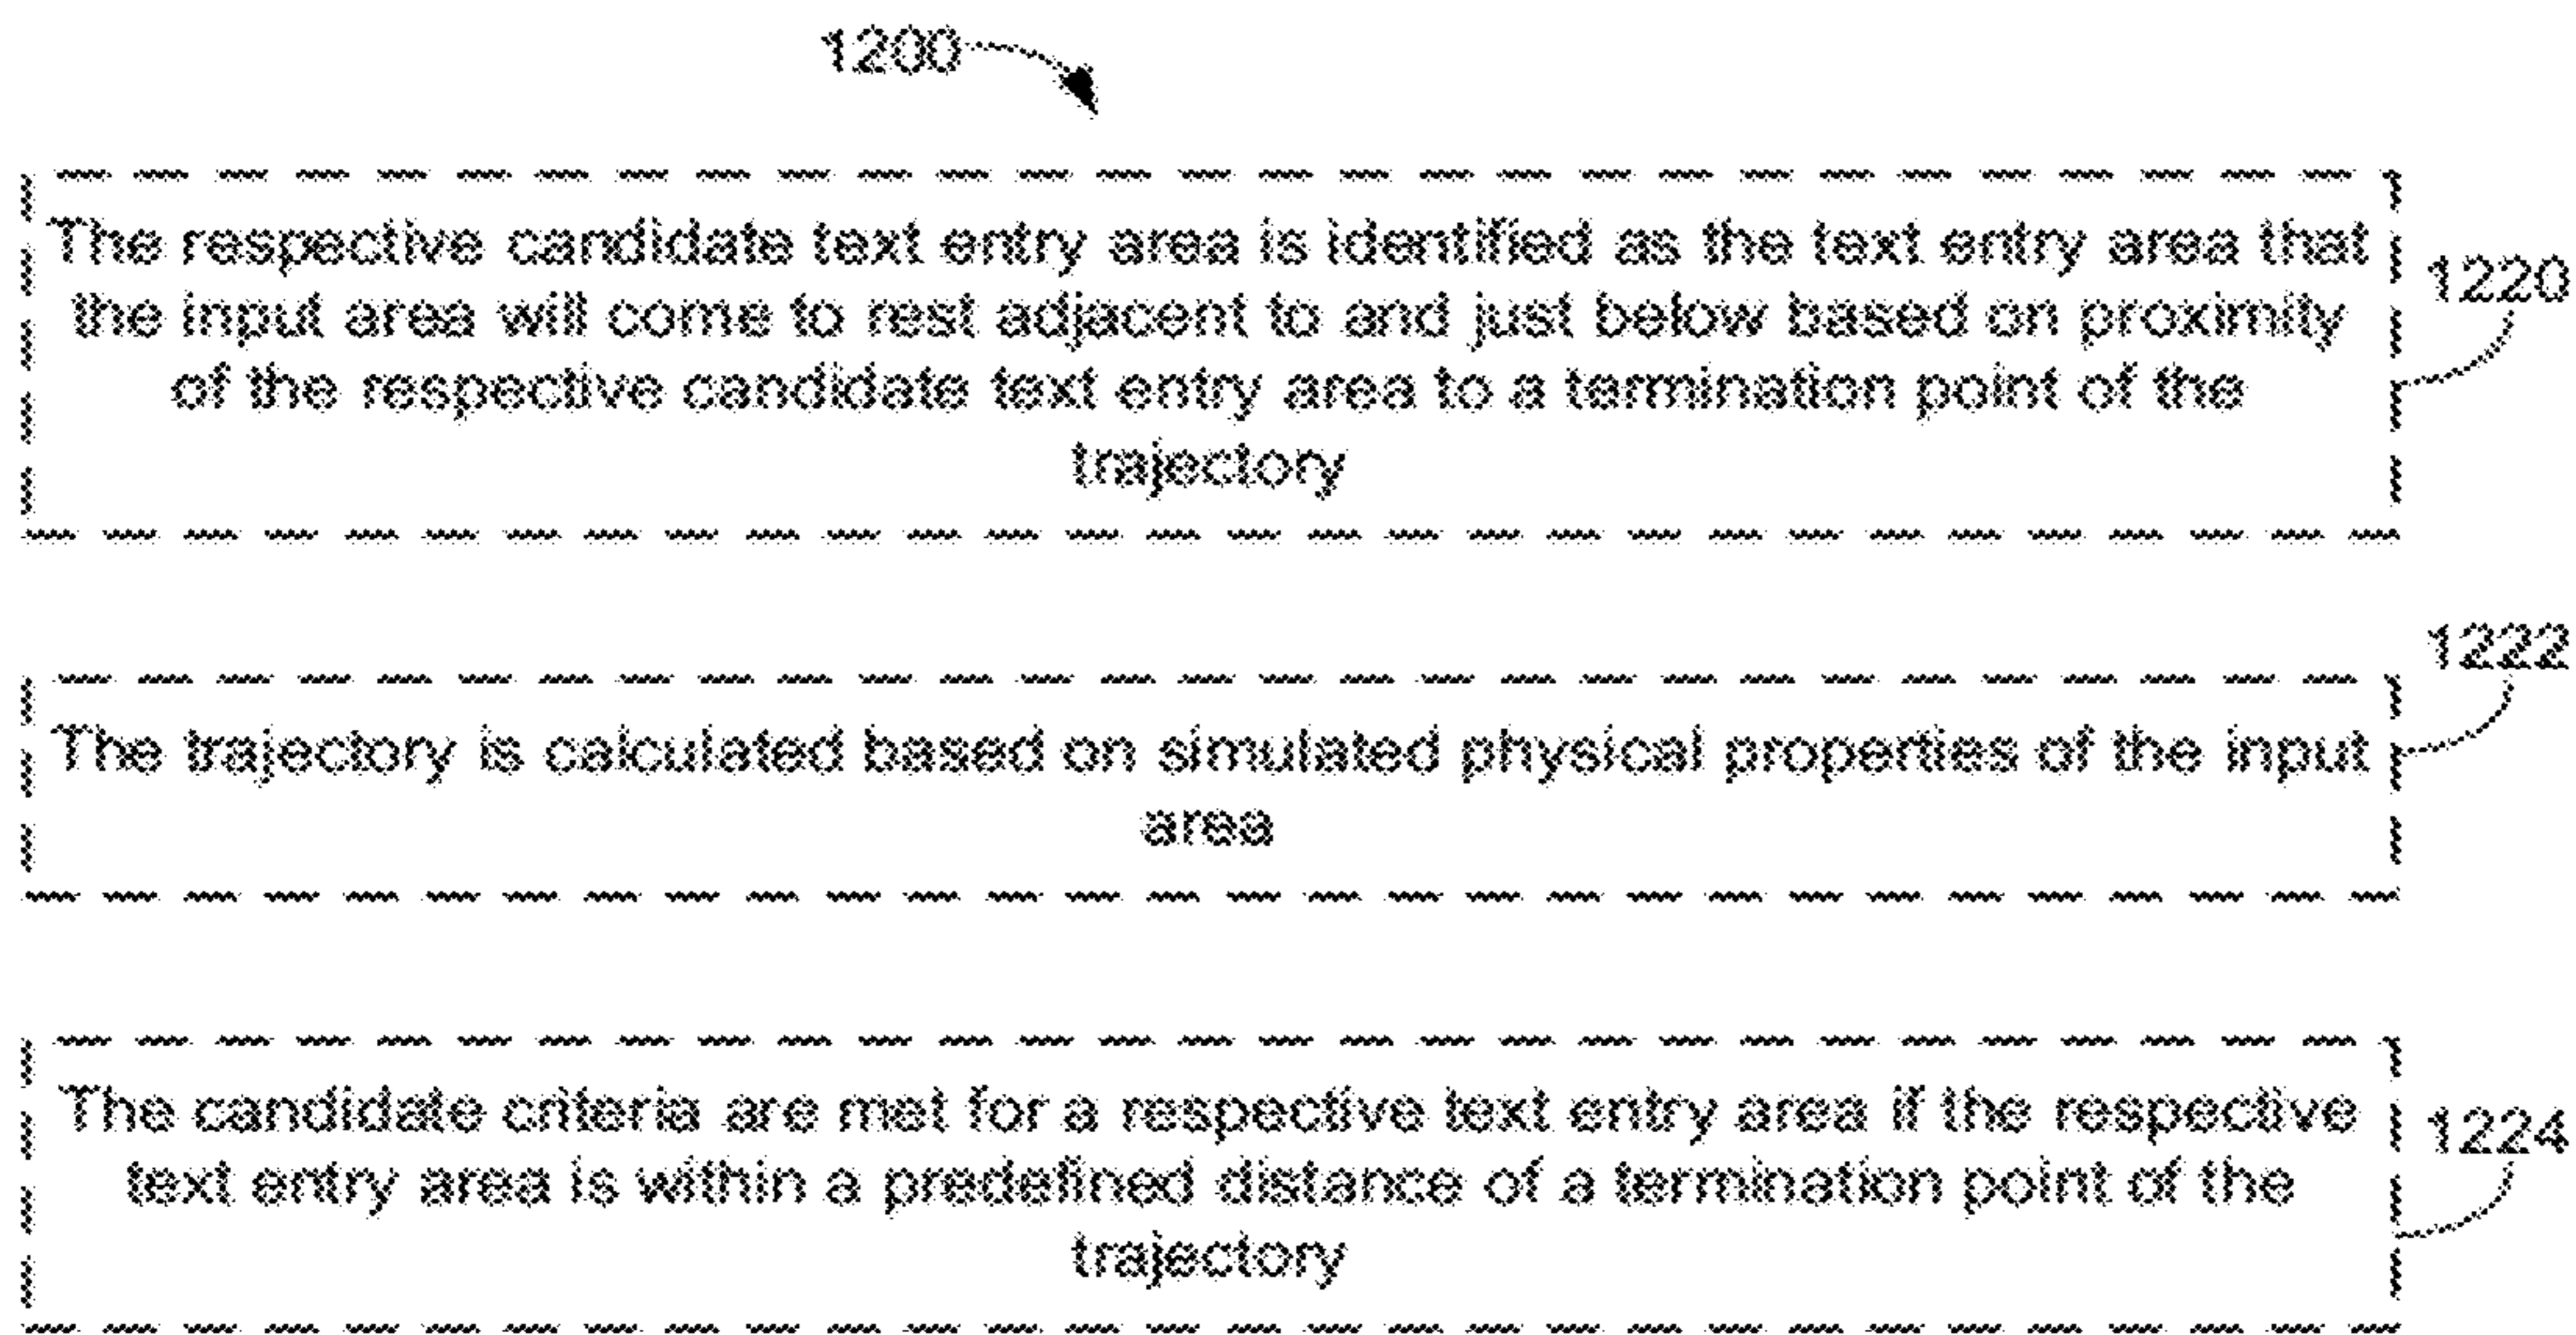 1200
The respective candidate text entry area is identified as the text entry area that
the input area will come to rest adjacent to and just below based on proximity
of the respective candidate text entry area to a termination point of the
trajectory
1220
The trajectory is calculated based on simulated physical properties of the input
area
1222
The candidate criteria are met for a respective text entry area if the respective
text entry area is within a predefined distance of a termination point of the
trajectory
1224